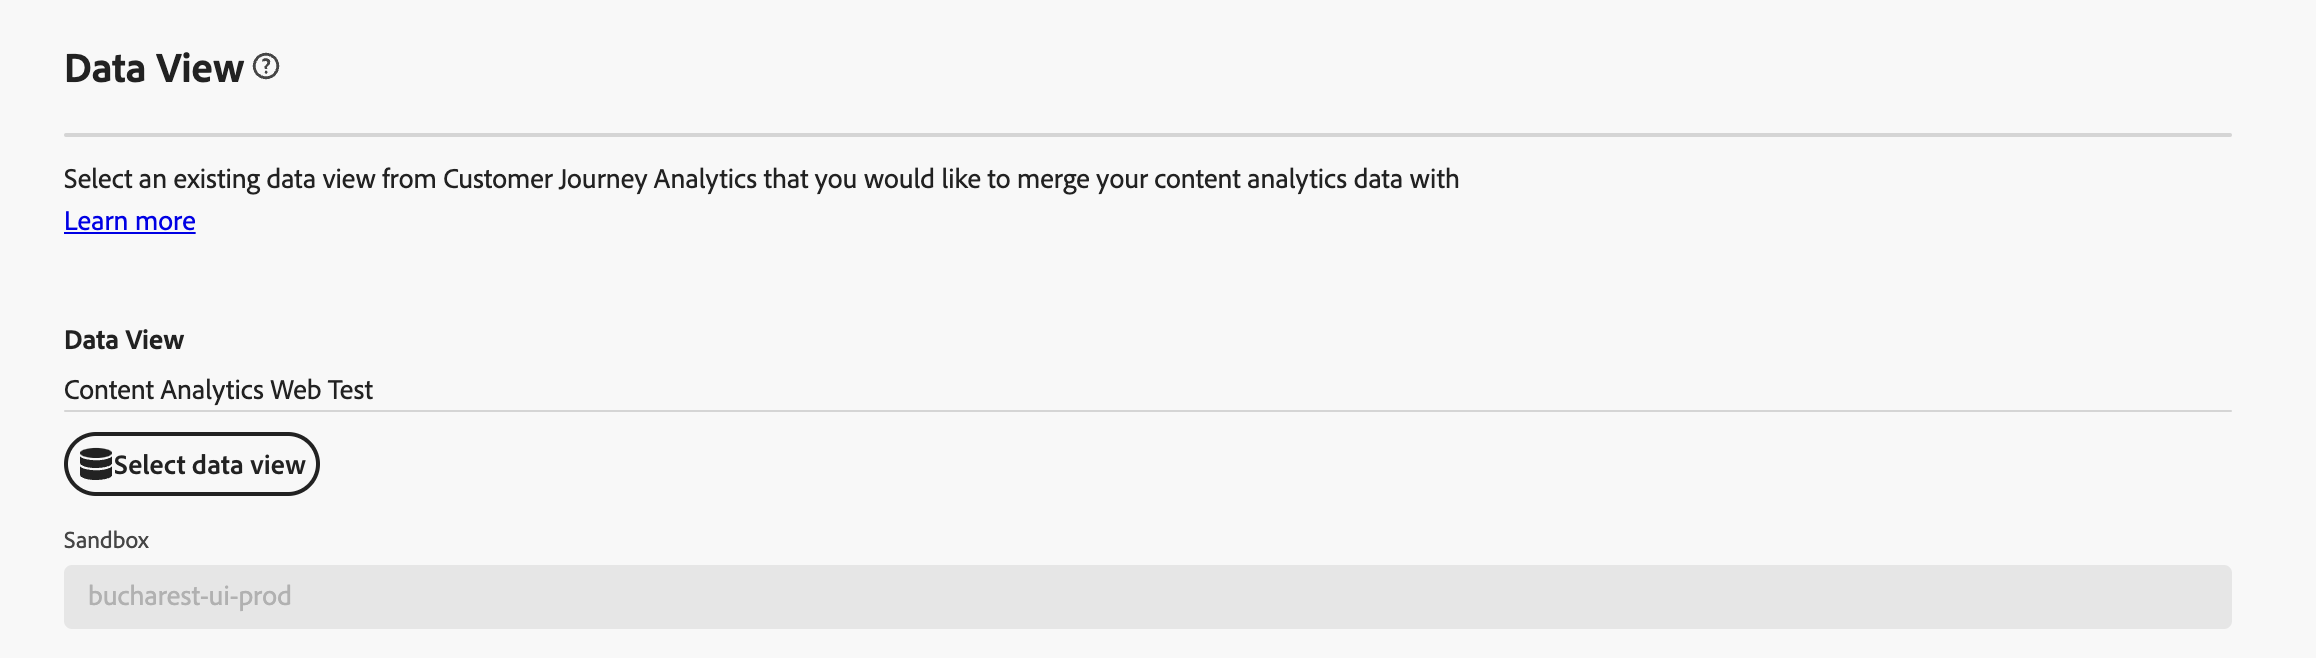 Data View
Select an existing data view from Customer Journey Analytics that you would like to merge your content analytics data with
Learn more
Data View
Content Analytics Web Test
Select data view
Sandbox
bucharest-ui-prod